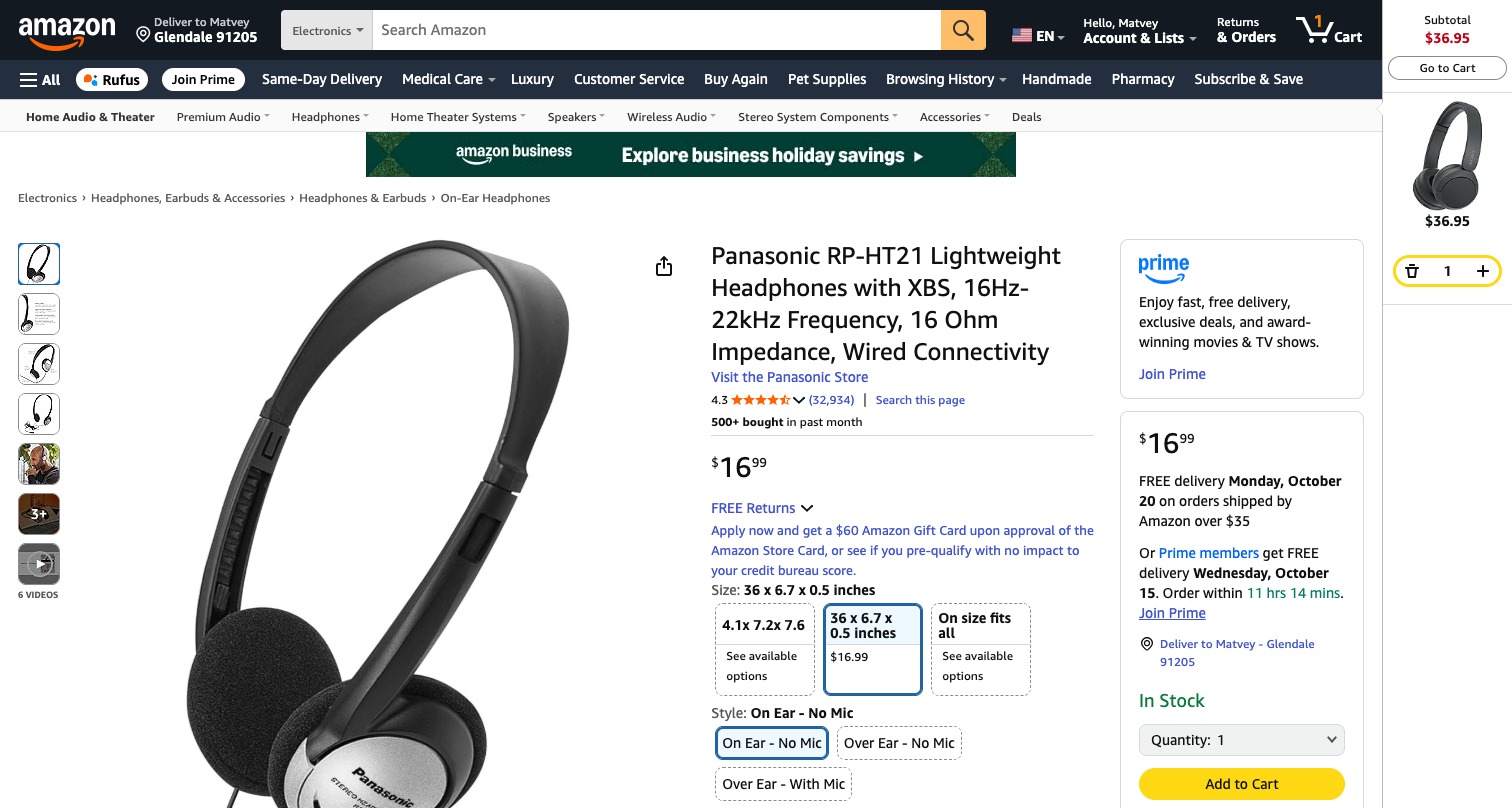 amazon
Deliver to Matvey
Glendale 91205
Electronics
Search Amazon
EN
Hello, Matvey
Account & Lists
Returns
& Orders
1
Cart
All
Rufus
Join Prime
Same-Day Delivery
Medical Care
Luxury
Customer Service
Buy Again
Pet Supplies
Browsing History
Handmade
Pharmacy
Subscribe & Save
Home Audio & Theater
Premium Audio
Headphones
Home Theater Systems
Speakers
Wireless Audio
Stereo System Components
Accessories
Deals
amazon business
Explore business holiday savings
Electronics › Headphones, Earbuds & Accessories › Headphones & Earbuds › On-Ear Headphones
3+
6 VIDEOS
Panasonic
Panasonic RP-HT21 Lightweight
Headphones with XBS, 16Hz-
22kHz Frequency, 16 Ohm
Impedance, Wired Connectivity
Visit the Panasonic Store
4.3
(32,934) | Search this page
500+ bought in past month
$16.99
FREE Returns
Apply now and get a $60 Amazon Gift Card upon approval of the
Amazon Store Card, or see if you pre-qualify with no impact to
your credit bureau score.
Size: 36 x 6.7 x 0.5 inches
4.1x 7.2x 7.6
See available
options
36 x 6.7 x
0.5 inches
$16.99
On size fits
all
See available
options
Style: On Ear - No Mic
On Ear - No Mic
Over Ear - No Mic
Over Ear - With Mic
prime
Enjoy fast, free delivery,
exclusive deals, and award-
winning movies & TV shows.
Join Prime
$16 99
FREE delivery Monday, October
20 on orders shipped by
Amazon over $35
Or Prime members get FREE
delivery Wednesday, October
15. Order within 11 hrs 14 mins.
Join Prime
Deliver to Matvey - Glendale
91205
In Stock
Quantity: 1
Add to Cart
Subtotal
$36.95
Go to Cart
$36.95
1